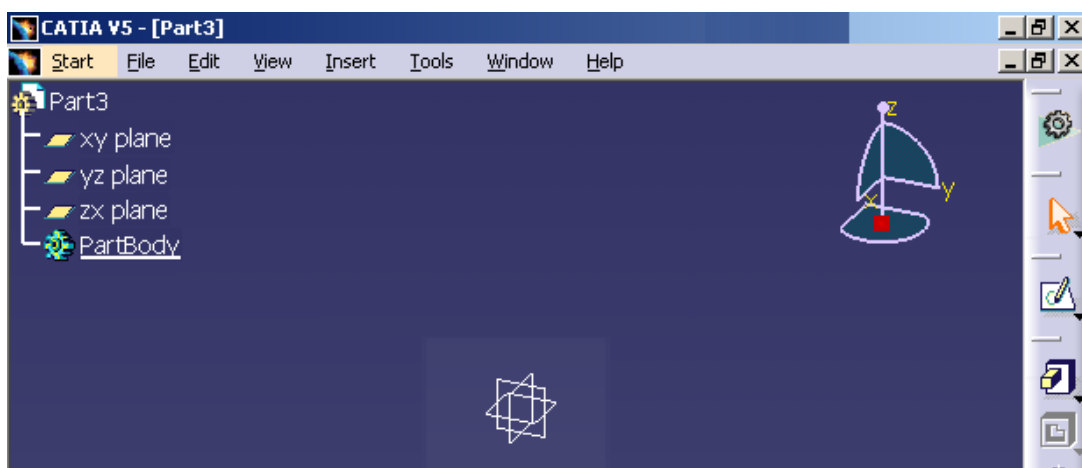 CATIA V5 - [Part3]
Start File Edit View Insert Tools Window Help
Part3
xy plane
yz plane
zx plane
PartBody
z
y
x